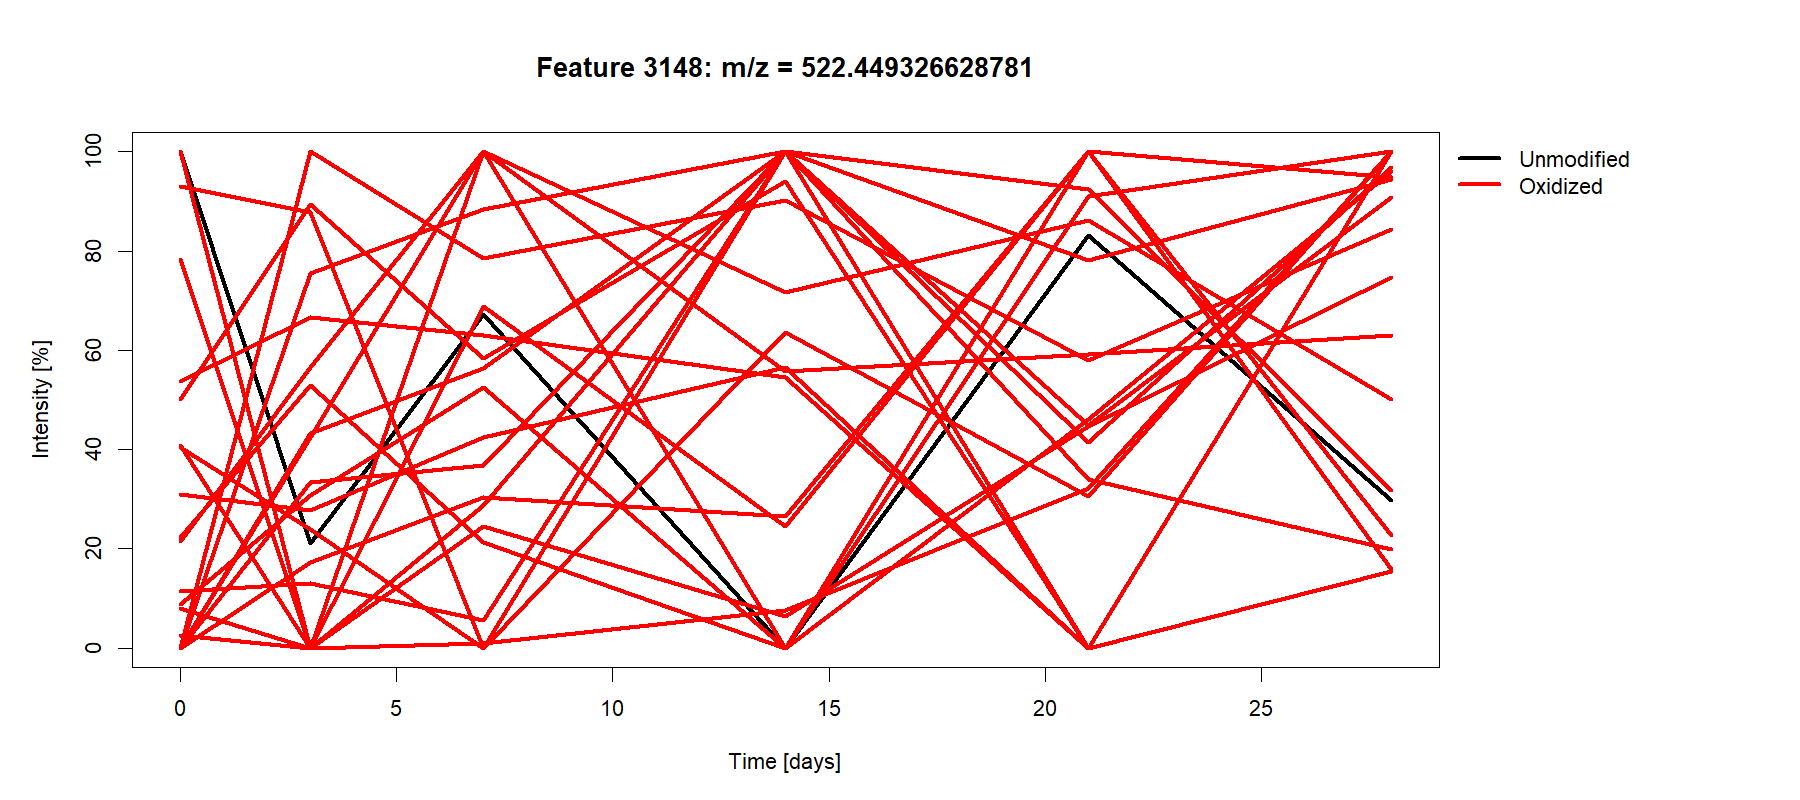 Feature 3148: m/z = 522.449326628781
Unmodified
Oxidized
Intensity [%]
100
80
60
40
20
0
0 5 10 15 20 25
Time [days]